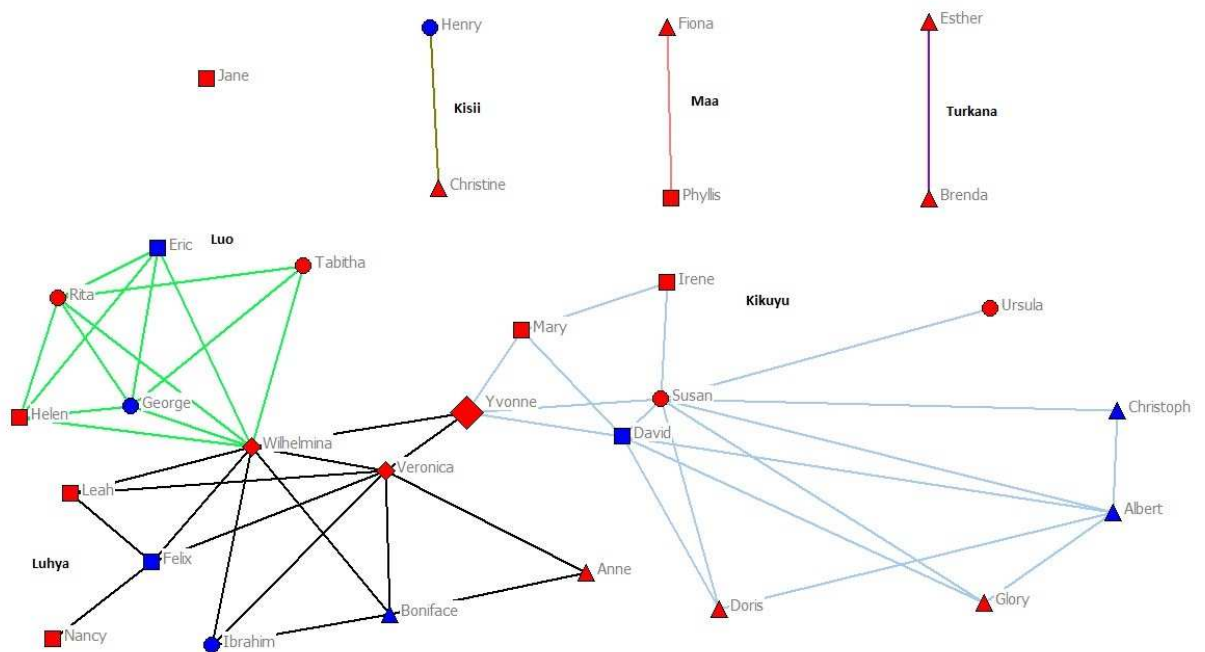 Henry
Fiona
Esther
Jane
Kisii
Maa
Turkana
Christine
Phyllis
Brenda
Eric
Luo
Tabitha
Rita
Irene
Kikuyu
Ursula
Mary
Helen
George
Yvonne
Susan
Christoph
David
Wilhelmina
Veronica
Leah
Albert
Luhya
Felix
Anne
Boniface
Doris
Glory
Nancy
Ibrahim